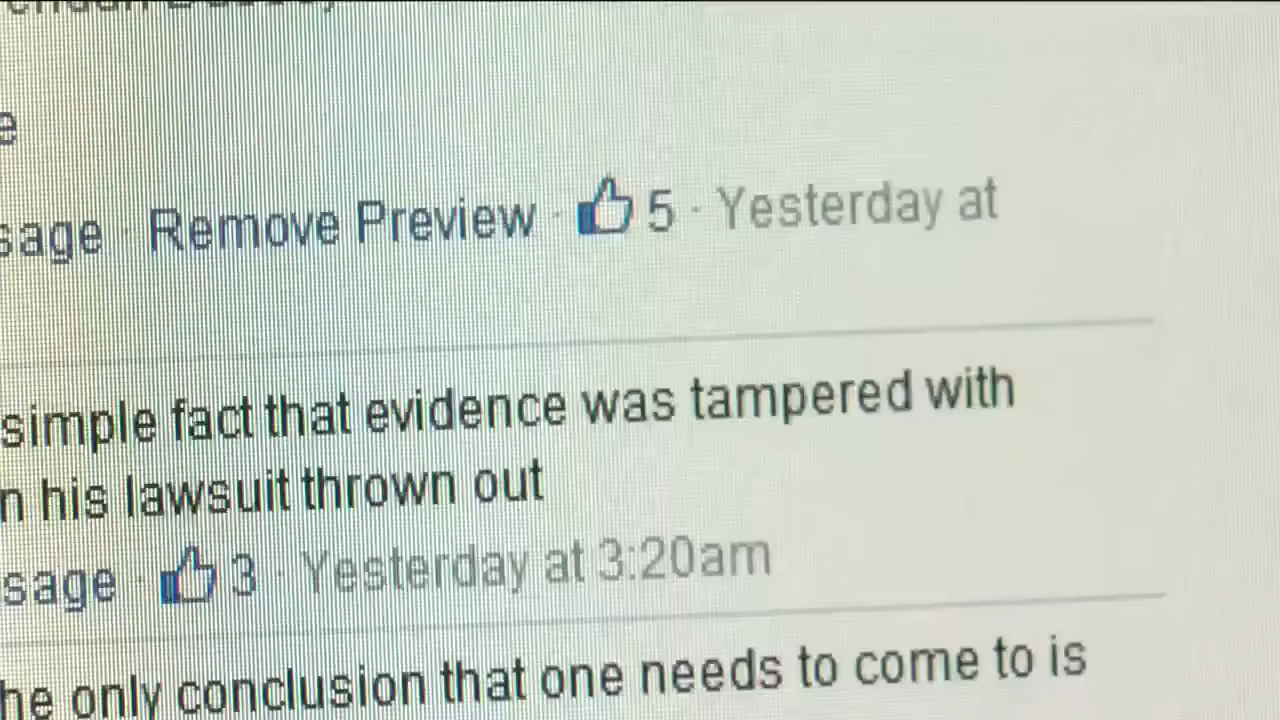 e
sage · Remove Preview · 5 · Yesterday at
simple fact that evidence was tampered with
n his lawsuit thrown out
sage · 3 · Yesterday at 3:20am
he only conclusion that one needs to come to is